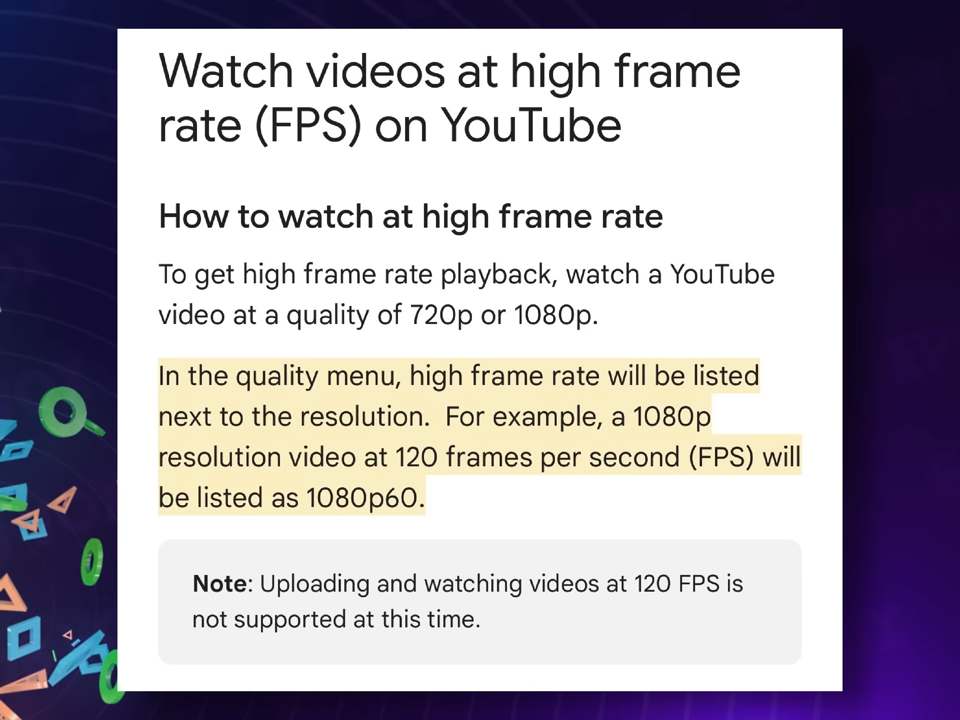 Watch videos at high frame
rate (FPS) on YouTube
How to watch at high frame rate
To get high frame rate playback, watch a YouTube
video at a quality of 720p or 1080p.
In the quality menu, high frame rate will be listed
next to the resolution.  For example, a 1080p
resolution video at 120 frames per second (FPS) will
be listed as 1080p60.
Note: Uploading and watching videos at 120 FPS is
not supported at this time.